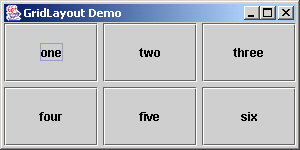 GridLayout Demo
one two three
four five six